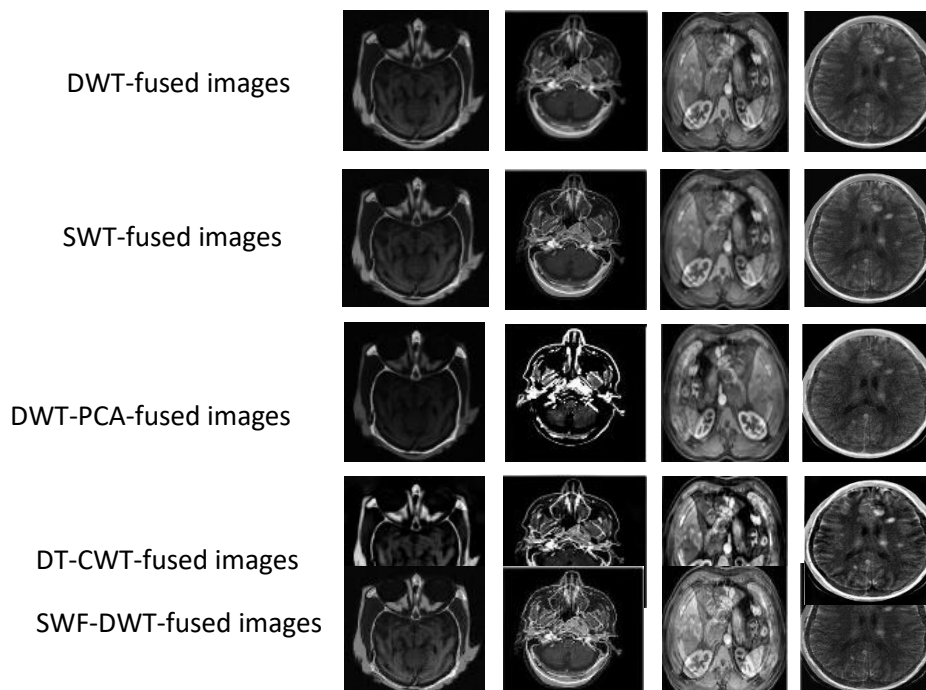 DWT-fused images
SWT-fused images
DWT-PCA-fused images
DT-CWT-fused images
SWF-DWT-fused images